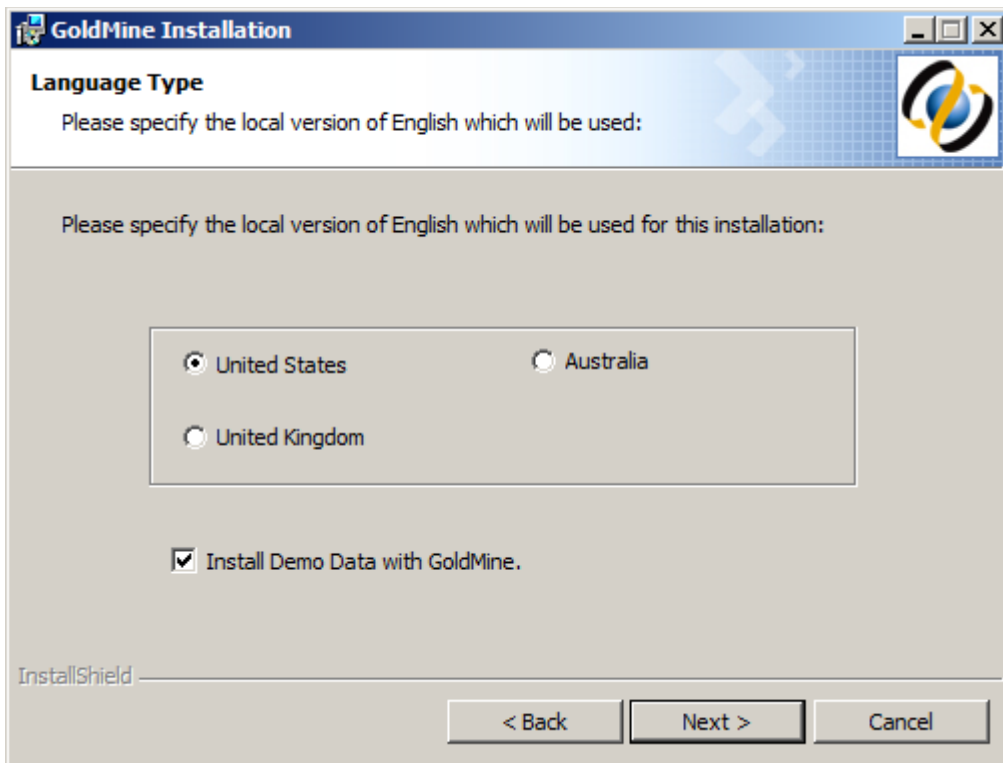 GoldMine Installation
Language Type
Please specify the local version of English which will be used:
Please specify the local version of English which will be used for this installation:
United States
Australia
United Kingdom
Install Demo Data with GoldMine.
InstallShield
< Back
Next >
Cancel